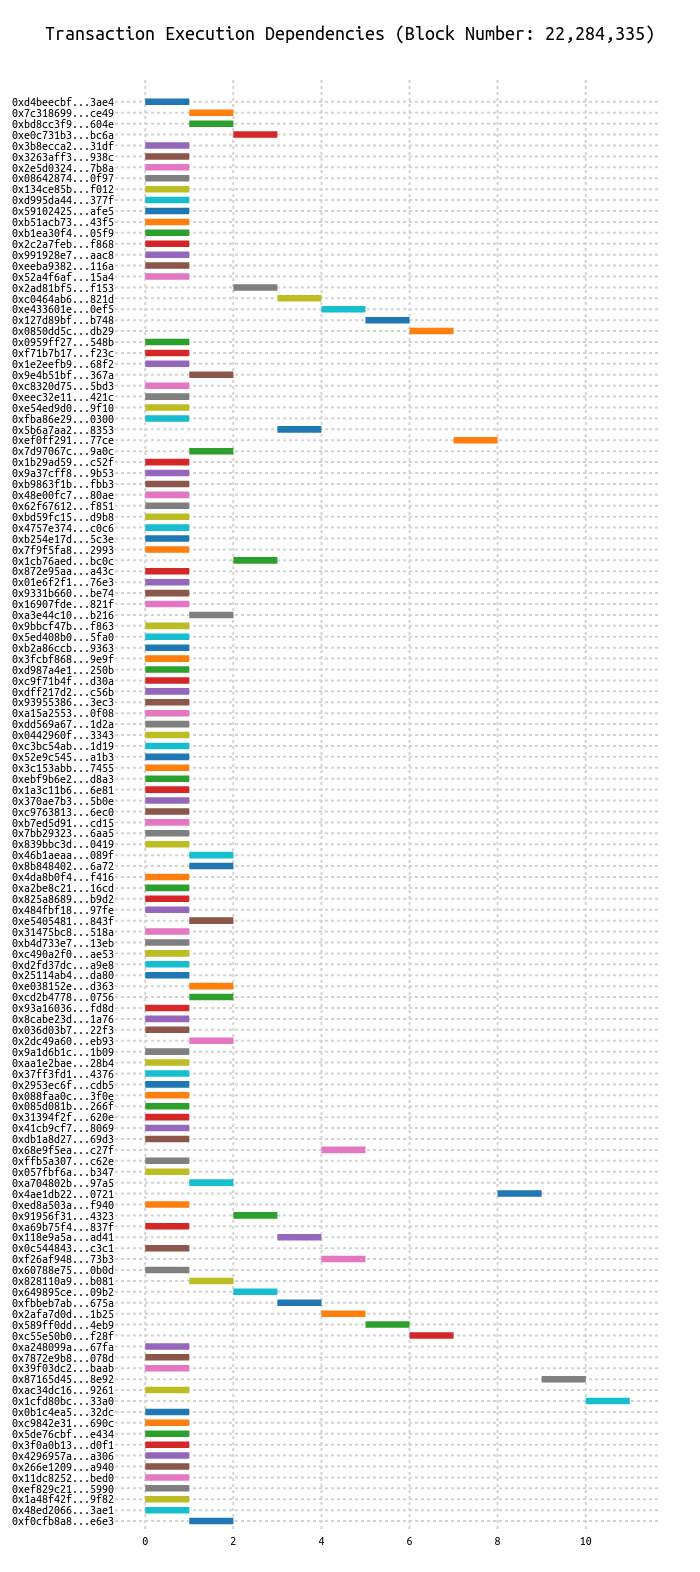 Transaction Execution Dependencies (Block Number: 22,284,335)
0xd4beecbf...3ae4
0x7c318699...ce49
0xbd8cc3f9...604e
0xe0c731b3...bc6a
0x3b8ecca2...31df
0x3263aff3...938c
0x2e5d0324...7b8a
0x08642874...0f97
0x134ce85b...f012
0xd995da44...377f
0x59102425...afe5
0xb51acb73...43f5
0xb1ea30f4...05f9
0x2c2a7feb...f868
0x991928e7...aac8
0xeeba9382...116a
0x52a4f6af...15a4
0x2ad81bf5...f153
0xc0464ab6...821d
0xe433601e...0ef5
0x127d89bf...b748
0x0850dd5c...db29
0x0959ff27...548b
0xf71b7b17...f23c
0x1e2eefb9...68f2
0x9e4b51bf...367a
0xc8320d75...5bd3
0xeec32e11...421c
0xe54ed9d0...9f10
0xfba86e29...0300
0x5b6a7aa2...8353
0xef0ff291...77ce
0x7d97067c...9a0c
0x1b29ad59...c52f
0x9a37cff8...9b53
0xb9863f1b...fbb3
0x48e00fc7...80ae
0x62f67612...f851
0xbd59fc15...d9b8
0x4757e374...c0c6
0xb254e17d...5c3e
0x7f9f5fa8...2993
0x1cb76aed...bc0c
0x872e95aa...a43c
0x01e6f2f1...76e3
0x9331b660...be74
0x16907fde...821f
0xa3e44c10...b216
0x9bbcf47b...f863
0x5ed408b0...5fa0
0xb2a86ccb...9363
0x3fcbf868...9e9f
0xd987a4e1...250b
0xc9f71b4f...d30a
0xdff217d2...c56b
0x93955386...3ec3
0xa15a2553...0f08
0xdd569a67...1d2a
0x0442960f...3343
0xc3bc54ab...1d19
0x52e9c545...a1b3
0x3c153abb...7455
0xebf9b6e2...d8a3
0x1a3c11b6...6e81
0x370ae7b3...5b0e
0xc9763813...6ec0
0xb7ed5d91...cd15
0x7bb29323...6aa5
0x839bbc3d...0419
0x46b1aeaa...089f
0x8b848402...6a72
0x4da8b0f4...f416
0xa2be8c21...16cd
0x825a8689...b9d2
0x484fbf18...97fe
0xe5405481...843f
0x31475bc8...518a
0xb4d733e7...13eb
0xc490a2f0...ae53
0xd2fd37dc...a9e8
0x25114ab4...da80
0xe038152e...d363
0xcd2b4778...0756
0x93a16036...fd8d
0x8cabe23d...1a76
0x036d03b7...22f3
0x2dc49a60...eb93
0x9a1d6b1c...1b09
0xaa1e2bae...28b4
0x37ff3fd1...4376
0x2953ec6f...cdb5
0x088faa0c...3f0e
0x085d081b...266f
0x31394f2f...620e
0x41cb9cf7...8069
0xdb1a8d27...69d3
0x68e9f5ea...c27f
0xffb5a307...c62e
0x057fbf6a...b347
0xa704802b...97a5
0x4ae1db22...0721
0xed8a503a...f940
0x91956f31...4323
0xa69b75f4...837f
0x118e9a5a...ad41
0x0c544843...c3c1
0xf26af948...73b3
0x60788e75...0b0d
0x828110a9...b081
0x649895ce...09b2
0xfbbeb7ab...675a
0x2afa7d0d...1b25
0x589ff0dd...4eb9
0xc55e50b0...f28f
0xa248099a...67fa
0x7872e9b8...078d
0x39f03dc2...baab
0x87165d45...8e92
0xac34dc16...9261
0x1cfd80bc...33a0
0x0b1c4ea5...32dc
0xc9842e31...690c
0x5de76cbf...e434
0x3f0a0b13...d0f1
0x4296957a...a306
0x266e1209...a940
0x11dc8252...bed0
0xef829c21...5990
0x1a48f42f...9f82
0x48ed2066...3ae1
0xf0cfb8a8...e6e3
0 2 4 6 8 10